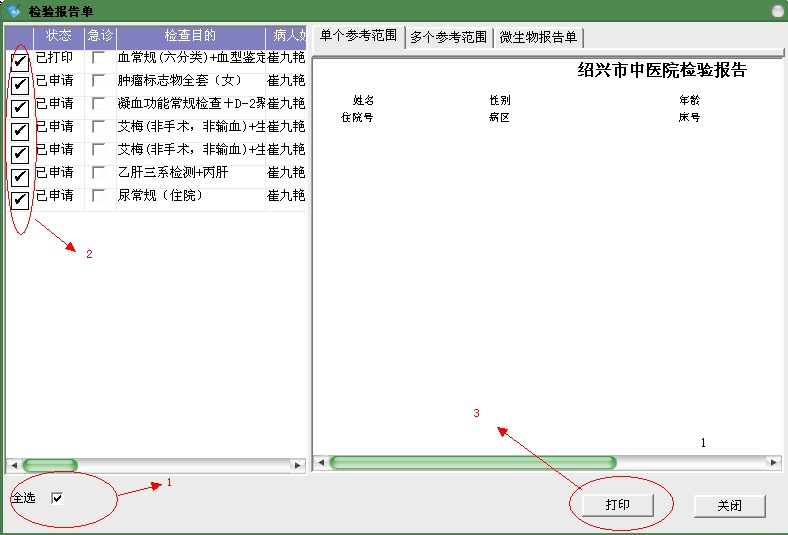 检验报告单
状态 急诊 检查目的 病人姓
已打印 血常规(六分类)+血型鉴定 崔九艳
已申请 肿瘤标志物全套（女） 崔九艳
已申请 凝血功能常规检查＋D-2聚 崔九艳
已申请 艾梅(非手术，非输血)+生 崔九艳
已申请 艾梅(非手术，非输血)+生 崔九艳
已申请 乙肝三系检测+丙肝 崔九艳
已申请 尿常规（住院） 崔九艳
2
全选
1
单个参考范围 多个参考范围 微生物报告单
绍兴市中医院检验报告
姓名 性别 年龄
住院号 病区 床号
3
1
打印 关闭